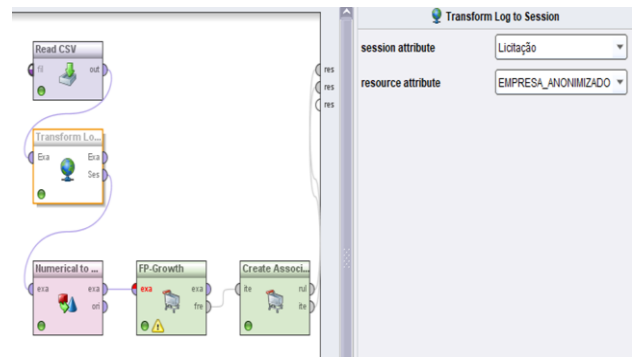 Read CSV
fil out
Transform Lo...
Exa Exa
Ses
Numerical to ...
exa exa
ori
FP-Growth
exa exa
fre
Create Associ...
ite rul
ite
res
res
res
Transform Log to Session
session attribute Licitação
resource attribute EMPRESA_ANONIMIZADO